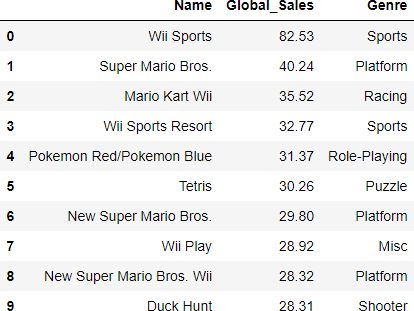 Name Global_Sales Genre
0 Wii Sports 82.53 Sports
1 Super Mario Bros. 40.24 Platform
2 Mario Kart Wii 35.52 Racing
3 Wii Sports Resort 32.77 Sports
4 Pokemon Red/Pokemon Blue 31.37 Role-Playing
5 Tetris 30.26 Puzzle
6 New Super Mario Bros. 29.80 Platform
7 Wii Play 28.92 Misc
8 New Super Mario Bros. Wii 28.32 Platform
9 Duck Hunt 28.31 Shooter